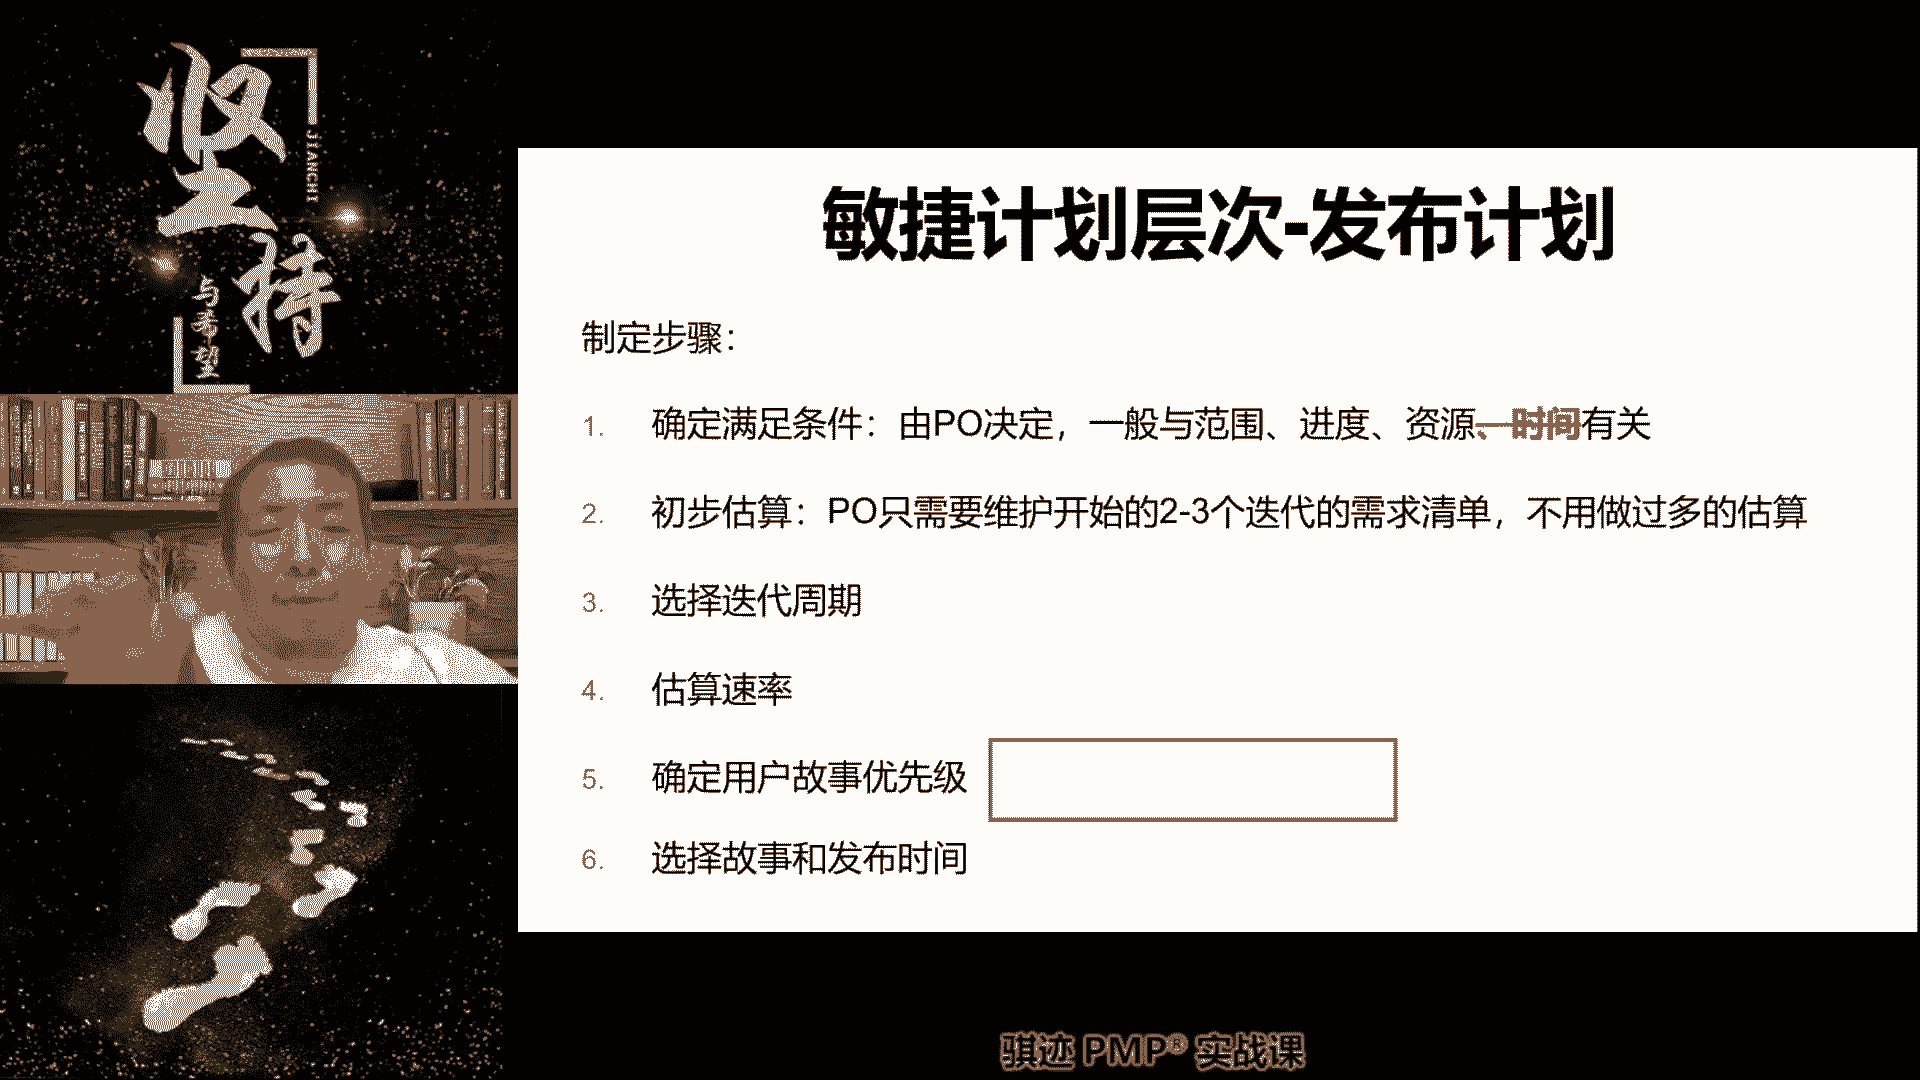 坚持
JIANCHI
与希望
敏捷计划层次-发布计划
制定步骤：
1. 确定满足条件：由PO决定，一般与范围、进度、资源、时间有关
2. 初步估算：PO只需要维护开始的2-3个迭代的需求清单，不用做过多的估算
3. 选择迭代周期
4. 估算速率
5. 确定用户故事优先级
6. 选择故事和发布时间
骐迹 PMP® 实战课